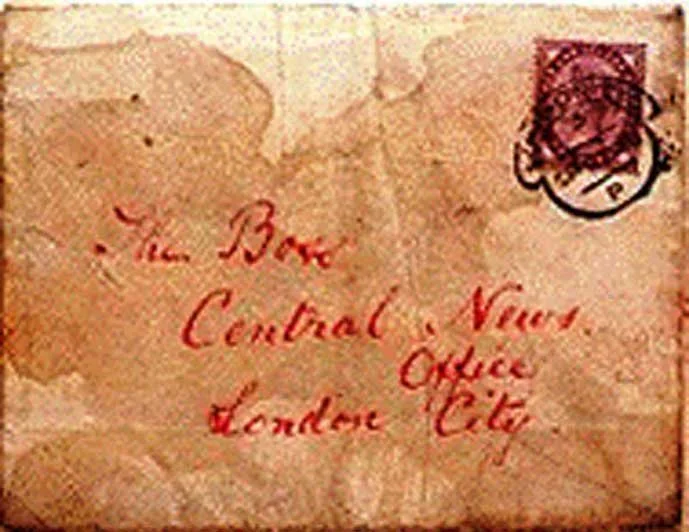 The Boss
Central News
Office
London City